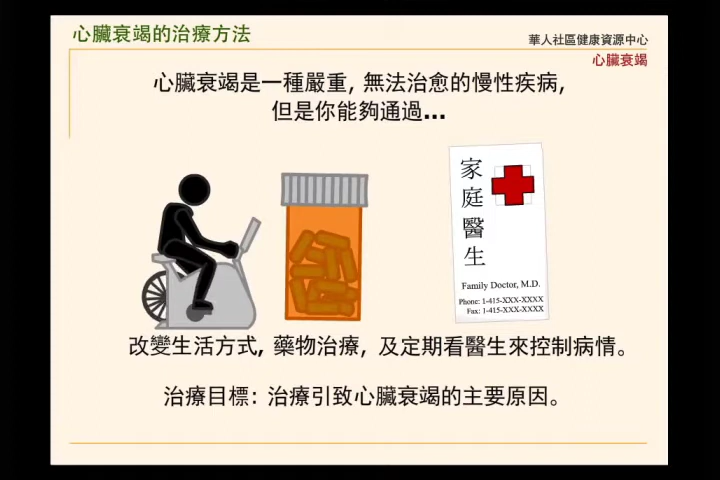 心臟衰竭的治療方法
華人社區健康資源中心
心臟衰竭
心臟衰竭是一種嚴重, 無法治愈的慢性疾病,
但是你能夠通過...
家庭醫生
Family Doctor, M.D.
Phone: 1-415-XXX-XXXX
Fax: 1-415-XXX-XXXX
改變生活方式, 藥物治療, 及定期看醫生來控制病情。
治療目標: 治療引致心臟衰竭的主要原因。